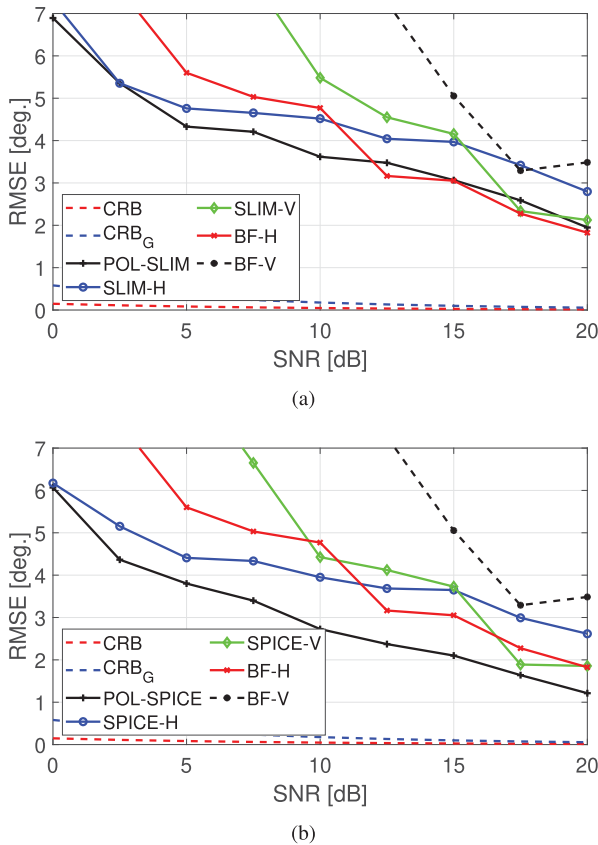 7
6
5
4
3
2
1
0
RMSE [deg.]
CRB
CRB_G
POL-SLIM
SLIM-H
SLIM-V
BF-H
BF-V
0 5 10 15 20
SNR [dB]
(a)
7
6
5
4
3
2
1
0
RMSE [deg.]
CRB
CRB_G
POL-SPICE
SPICE-H
SPICE-V
BF-H
BF-V
0 5 10 15 20
SNR [dB]
(b)